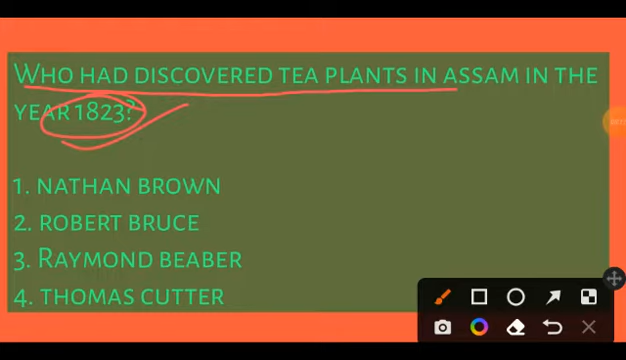 Who had discovered tea plants in Assam in the
year 1823?
1. Nathan Brown
2. Robert Bruce
3. Raymond Beaber
4. Thomas Cutter